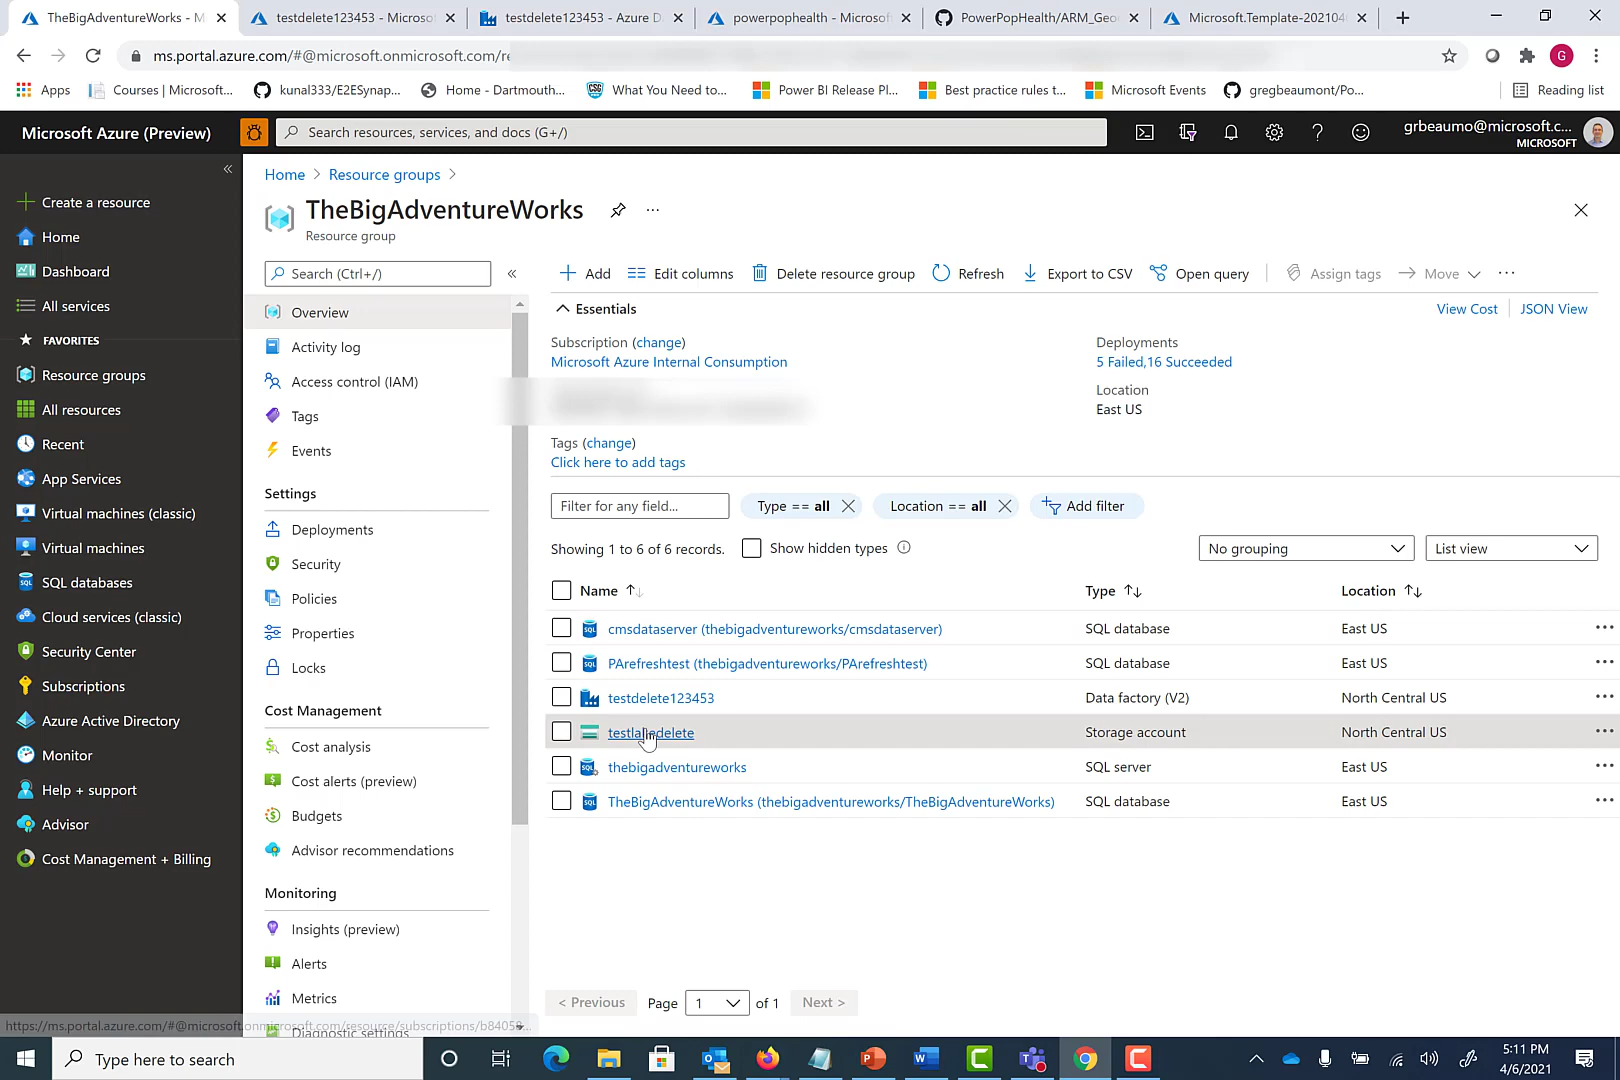 TheBigAdventureWorks - M
testdelete123453 - Microso
testdelete123453 - Azure D
powerpophealth - Microsof
PowerPopHealth/ARM_Geo
Microsoft.Template-202104
ms.portal.azure.com/#@microsoft.onmicrosoft.com/re
G
Apps
Courses | Microsoft...
kunal333/E2ESynap...
Home - Dartmouth...
CSG
What You Need to...
Power BI Release Pl...
Best practice rules t...
Microsoft Events
gregbeaumont/Po...
Reading list
Microsoft Azure (Preview)
Search resources, services, and docs (G+/)
grbeaumo@microsoft.c...
MICROSOFT
Create a resource
Home
Dashboard
All services
FAVORITES
Resource groups
All resources
Recent
App Services
Virtual machines (classic)
Virtual machines
SQL databases
Cloud services (classic)
Security Center
Subscriptions
Azure Active Directory
Monitor
Help + support
Advisor
Cost Management + Billing
Home > Resource groups >
TheBigAdventureWorks
Resource group
Search (Ctrl+/)
Overview
Activity log
Access control (IAM)
Tags
Events
Settings
Deployments
Security
Policies
Properties
Locks
Cost Management
Cost analysis
Cost alerts (preview)
Budgets
Advisor recommendations
Monitoring
Insights (preview)
Alerts
Metrics
Diagnostic settings
Add
Edit columns
Delete resource group
Refresh
Export to CSV
Open query
Assign tags
Move
Essentials
View Cost
JSON View
Subscription (change)
Microsoft Azure Internal Consumption
Deployments
5 Failed,16 Succeeded
Location
East US
Tags (change)
Click here to add tags
Filter for any field...
Type == all
Location == all
Add filter
Showing 1 to 6 of 6 records.
Show hidden types
No grouping
List view
Name Type Location
cmsdataserver (thebigadventureworks/cmsdataserver) SQL database East US
PArefreshtest (thebigadventureworks/PArefreshtest) SQL database East US
testdelete123453 Data factory (V2) North Central US
Storage account North Central US
thebigadventureworks SQL server East US
TheBigAdventureWorks (thebigadventureworks/TheBigAdventureWorks) SQL database East US
< Previous Page 1 of 1 Next >
https://ms.portal.azure.com/#@microsoft.onmicrosoft.com/resource/subscriptions/b8405...
Type here to search
5:11 PM
4/6/2021